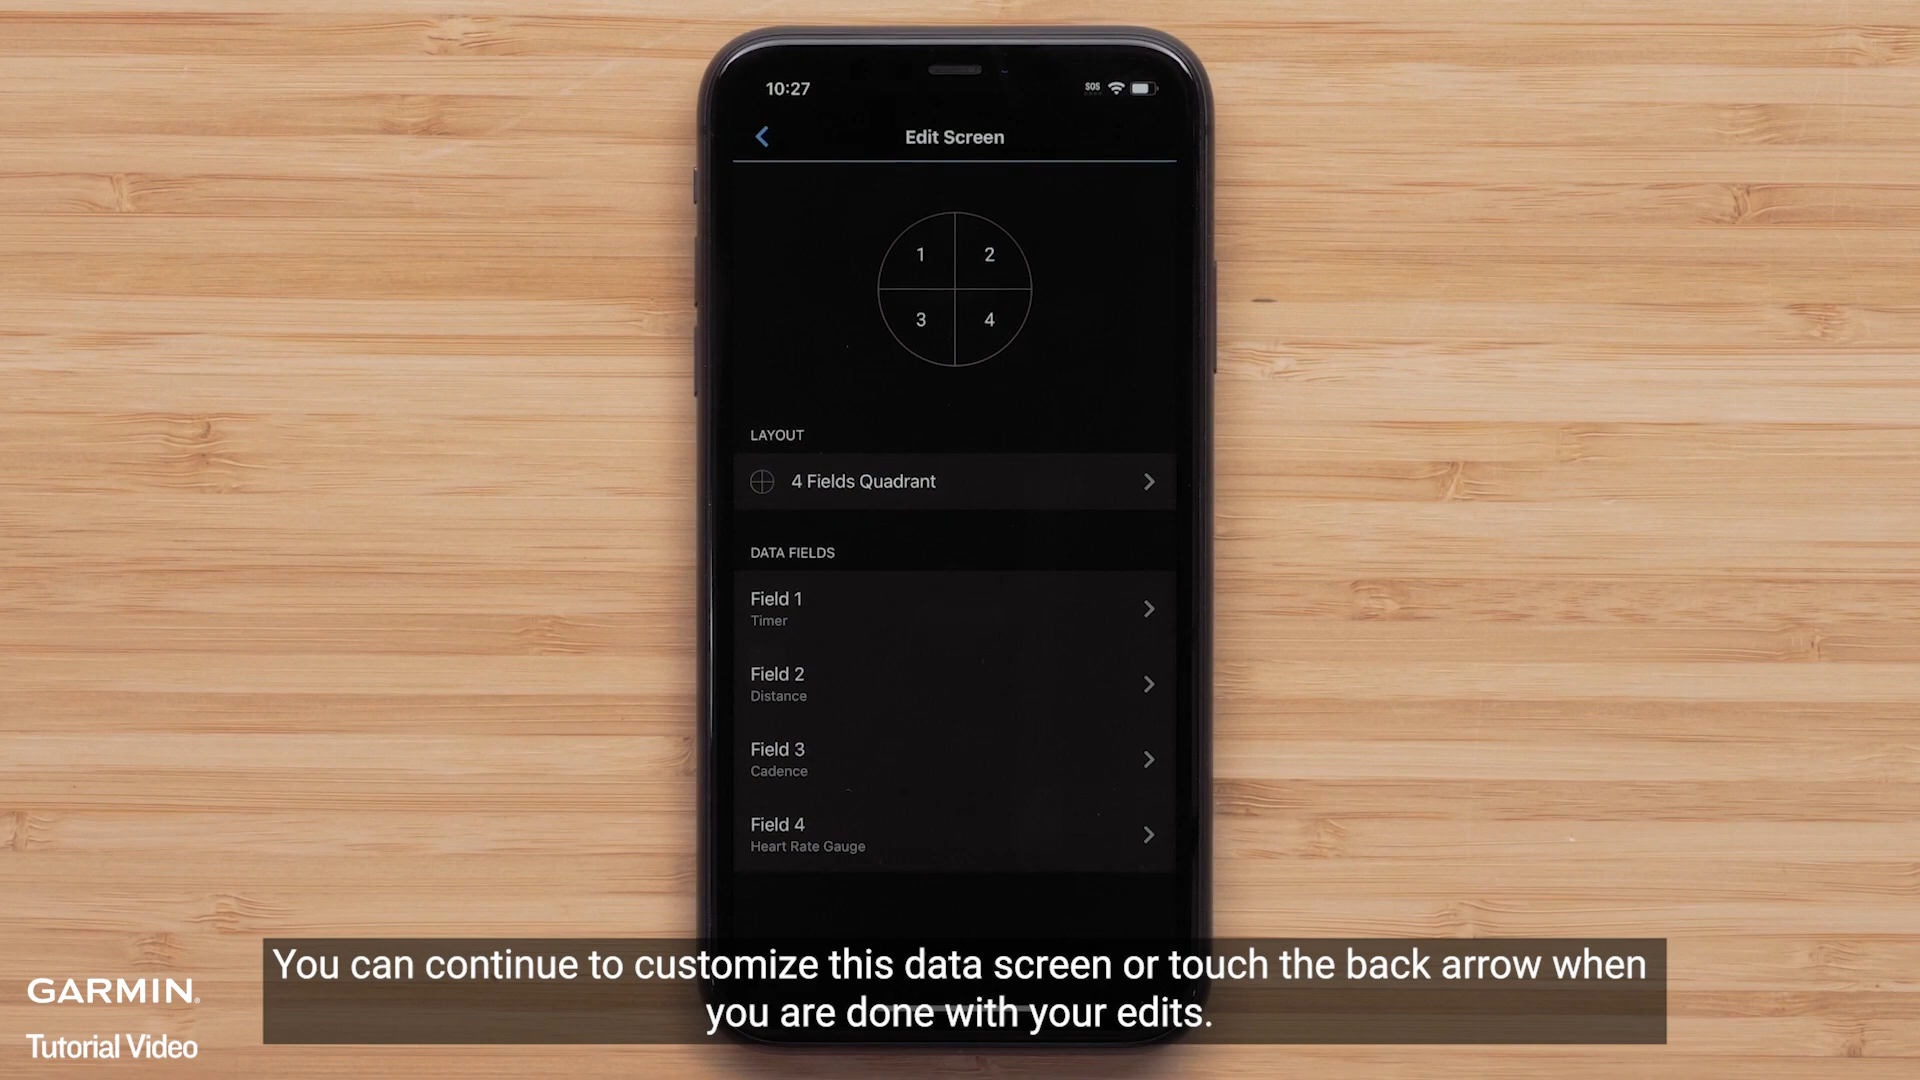 10:27
SOS
Edit Screen
1 2
3 4
LAYOUT
4 Fields Quadrant
DATA FIELDS
Field 1
Timer
Field 2
Distance
Field 3
Cadence
Field 4
Heart Rate Gauge
You can continue to customize this data screen or touch the back arrow when
you are done with your edits.
GARMIN
Tutorial Video